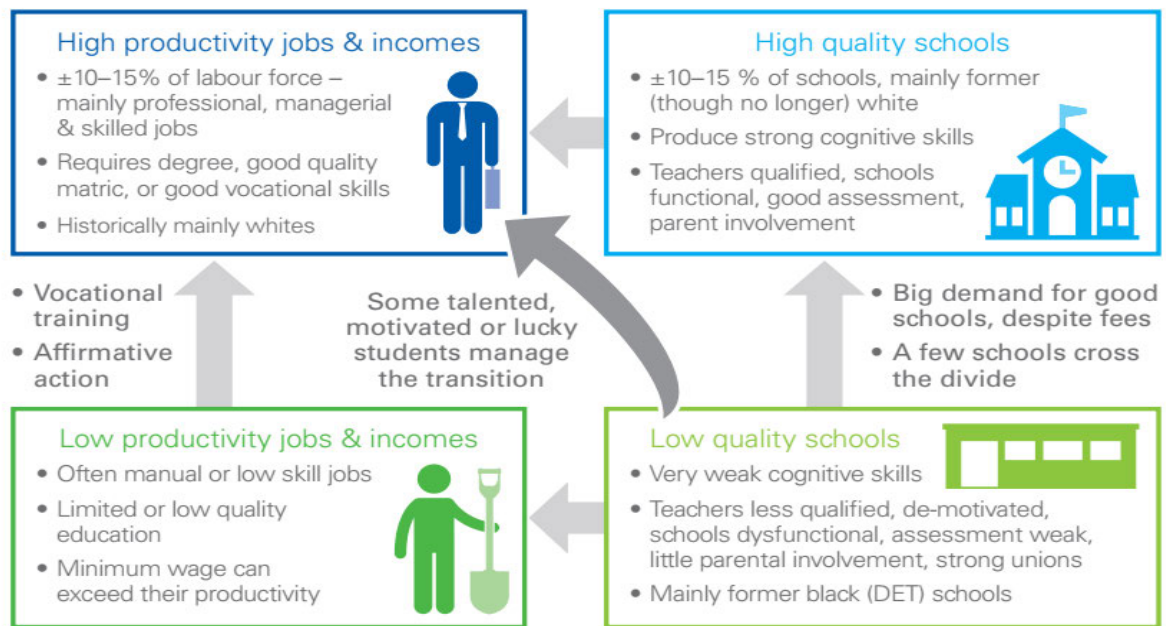 High productivity jobs & incomes
• ±10–15% of labour force –
mainly professional, managerial
& skilled jobs
• Requires degree, good quality
matric, or good vocational skills
• Historically mainly whites
High quality schools
• ±10–15 % of schools, mainly former
(though no longer) white
• Produce strong cognitive skills
• Teachers qualified, schools
functional, good assessment,
parent involvement
• Vocational
training
• Affirmative
action
Some talented,
motivated or lucky
students manage
the transition
• Big demand for good
schools, despite fees
• A few schools cross
the divide
Low productivity jobs & incomes
• Often manual or low skill jobs
• Limited or low quality
education
• Minimum wage can
exceed their productivity
Low quality schools
• Very weak cognitive skills
• Teachers less qualified, de-motivated,
schools dysfunctional, assessment weak,
little parental involvement, strong unions
• Mainly former black (DET) schools